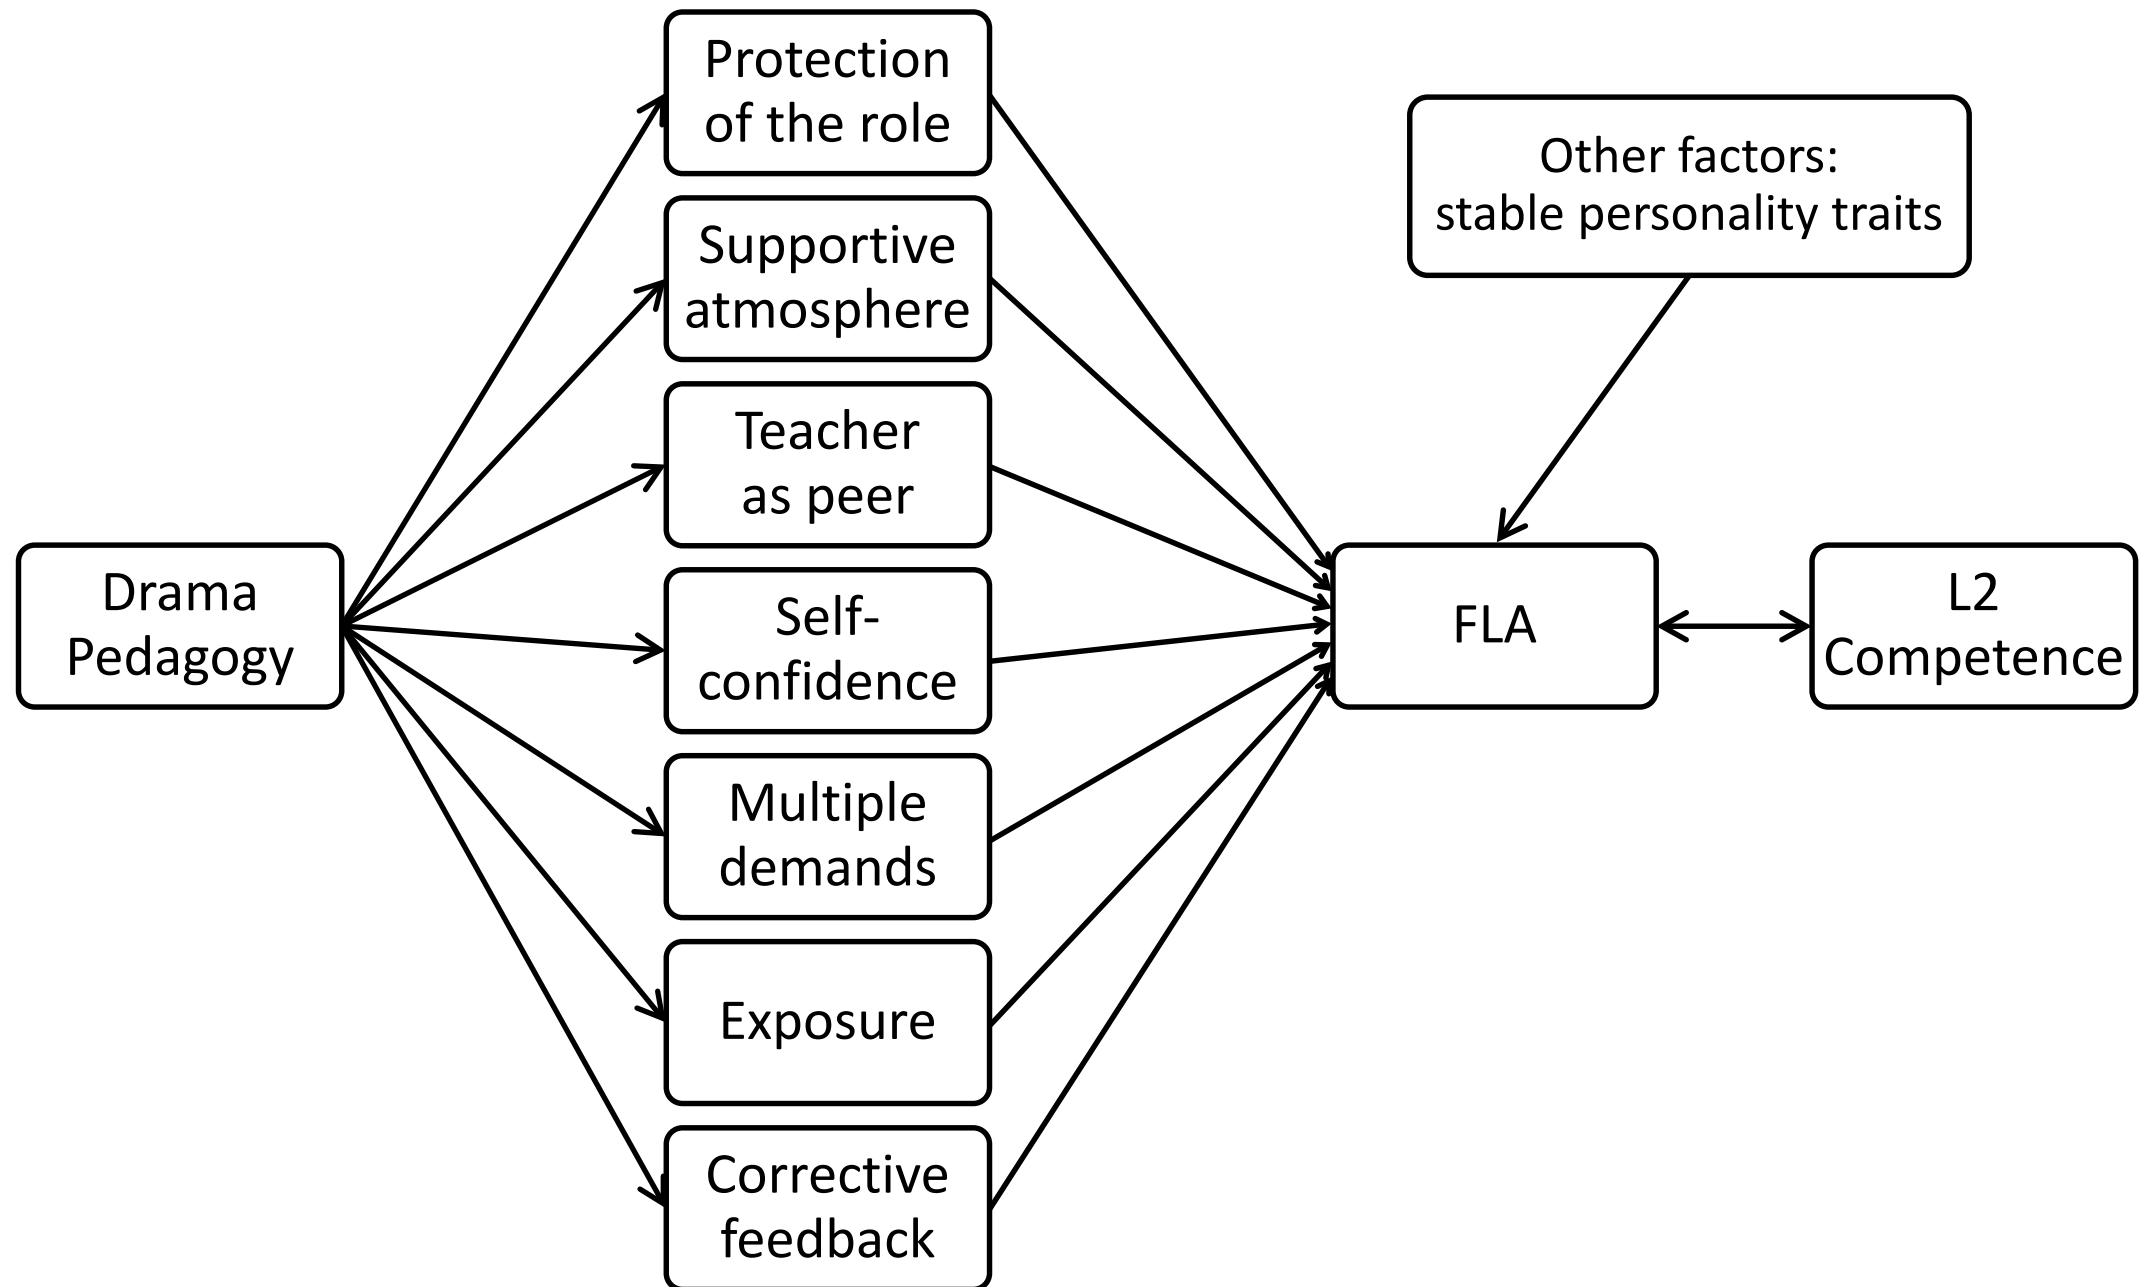 Drama
Pedagogy
Protection
of the role
Supportive
atmosphere
Teacher
as peer
Self-
confidence
Multiple
demands
Exposure
Corrective
feedback
Other factors:
stable personality traits
FLA
L2
Competence